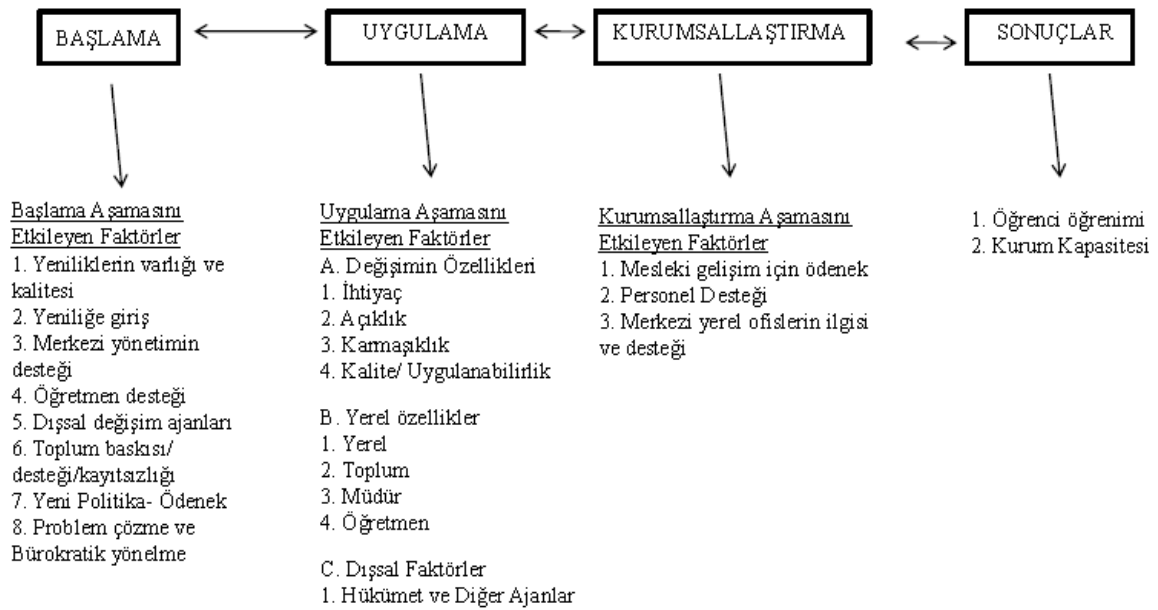 BAŞLAMA
UYGULAMA
KURUMSALLAŞTIRMA
SONUÇLAR
Başlama Aşamasını
Etkileyen Faktörler
1. Yeniliklerin varlığı ve
kalitesi
2. Yeniliğe giriş
3. Merkezi yönetimin
desteği
4. Öğretmen desteği
5. Dışsal değişim ajanları
6. Toplum baskısı/
desteği/kayıtsızlığı
7. Yeni Politika- Ödenek
8. Problem çözme ve
Bürokratik yönelme
Uygulama Aşamasını
Etkileyen Faktörler
A. Değişimin Özellikleri
1. İhtiyaç
2. Açıklık
3. Karmaşıklık
4. Kalite/ Uygulanabilirlik
B. Yerel özellikler
1. Yerel
2. Toplum
3. Müdür
4. Öğretmen
C. Dışsal Faktörler
1. Hükümet ve Diğer Ajanlar
Kurumsallaştırma Aşamasını
Etkileyen Faktörler
1. Mesleki gelişim için ödenek
2. Personel Desteği
3. Merkezi yerel ofislerin ilgisi
ve desteği
1. Öğrenci öğrenimi
2. Kurum Kapasitesi